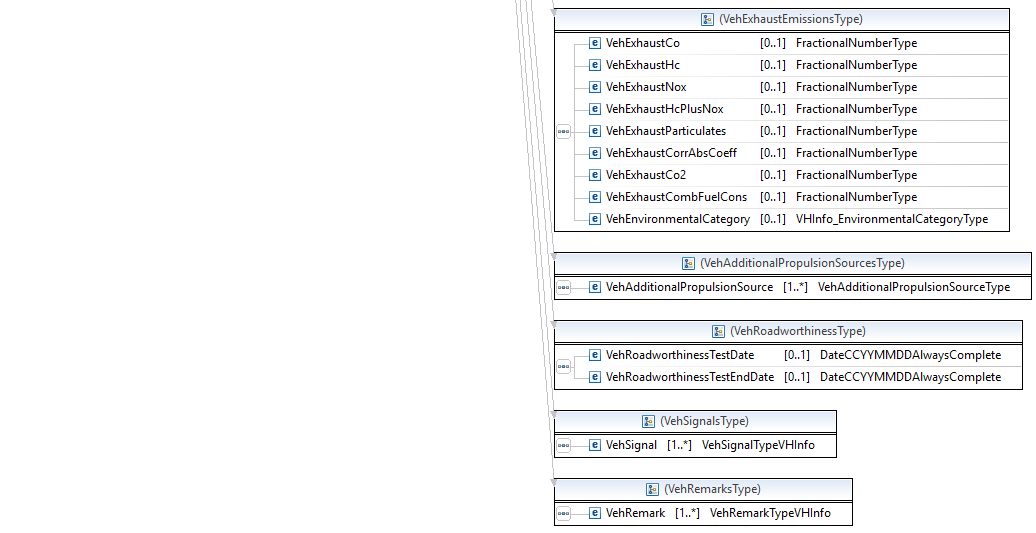 (VehExhaustEmissionsType)
e VehExhaustCo [0..1] FractionalNumberType
e VehExhaustHc [0..1] FractionalNumberType
e VehExhaustNox [0..1] FractionalNumberType
e VehExhaustHcPlusNox [0..1] FractionalNumberType
e VehExhaustParticulates [0..1] FractionalNumberType
e VehExhaustCorrAbsCoeff [0..1] FractionalNumberType
e VehExhaustCo2 [0..1] FractionalNumberType
e VehExhaustCombFuelCons [0..1] FractionalNumberType
e VehEnvironmentalCategory [0..1] VHInfo_EnvironmentalCategoryType
(VehAdditionalPropulsionSourcesType)
e VehAdditionalPropulsionSource [1..*] VehAdditionalPropulsionSourceType
(VehRoadworthinessType)
e VehRoadworthinessTestDate [0..1] DateCCYYMMDDAlwaysComplete
e VehRoadworthinessTestEndDate [0..1] DateCCYYMMDDAlwaysComplete
(VehSignalsType)
e VehSignal [1..*] VehSignalTypeVHInfo
(VehRemarksType)
e VehRemark [1..*] VehRemarkTypeVHInfo